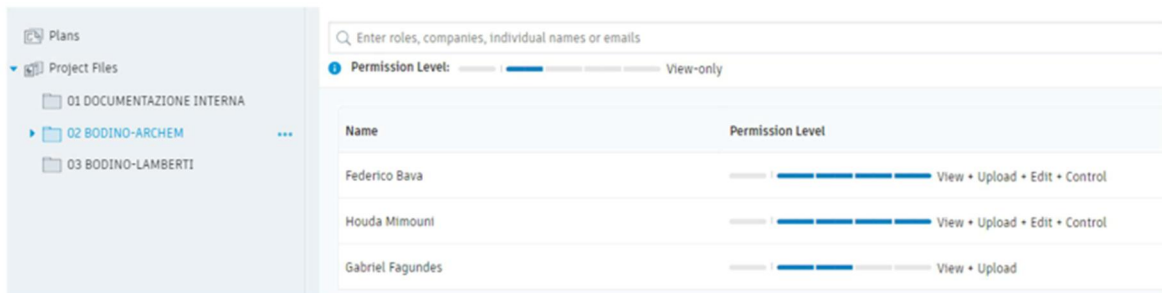 Plans
Project Files
01 DOCUMENTAZIONE INTERNA
02 BODINO-ARCHEM
03 BODINO-LAMBERTI
Enter roles, companies, individual names or emails
Permission Level: View-only
Name Permission Level
Federico Bava View + Upload + Edit + Control
Houda Mimouni View + Upload + Edit + Control
Gabriel Fagundes View + Upload